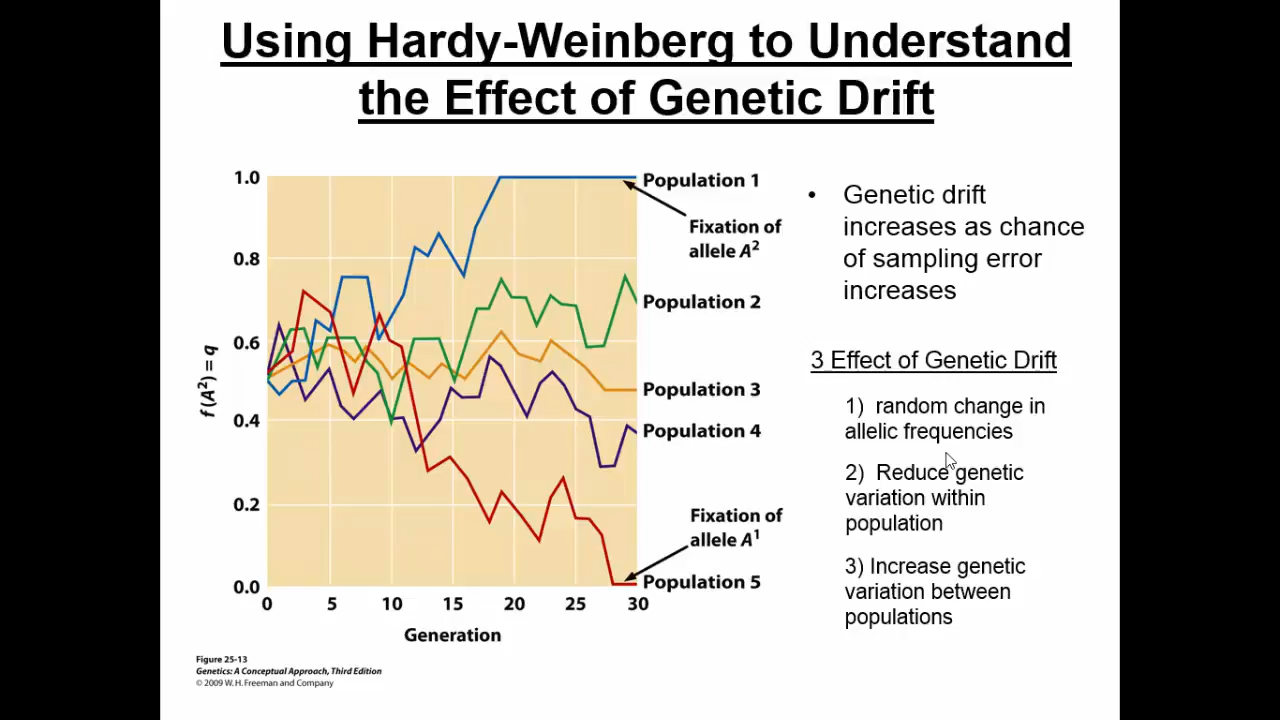 Using Hardy-Weinberg to Understand
the Effect of Genetic Drift
f (A²) = q
1.0
0.8
0.6
0.4
0.2
0.0
0 5 10 15 20 25 30
Generation
Population 1
Fixation of
allele A²
Population 2
Population 3
Population 4
Fixation of
allele A¹
Population 5
Figure 25-13
Genetics: A Conceptual Approach, Third Edition
© 2009 W. H. Freeman and Company
• Genetic drift
increases as chance
of sampling error
increases
3 Effect of Genetic Drift
1) random change in
allelic frequencies
2) Reduce genetic
variation within
population
3) Increase genetic
variation between
populations